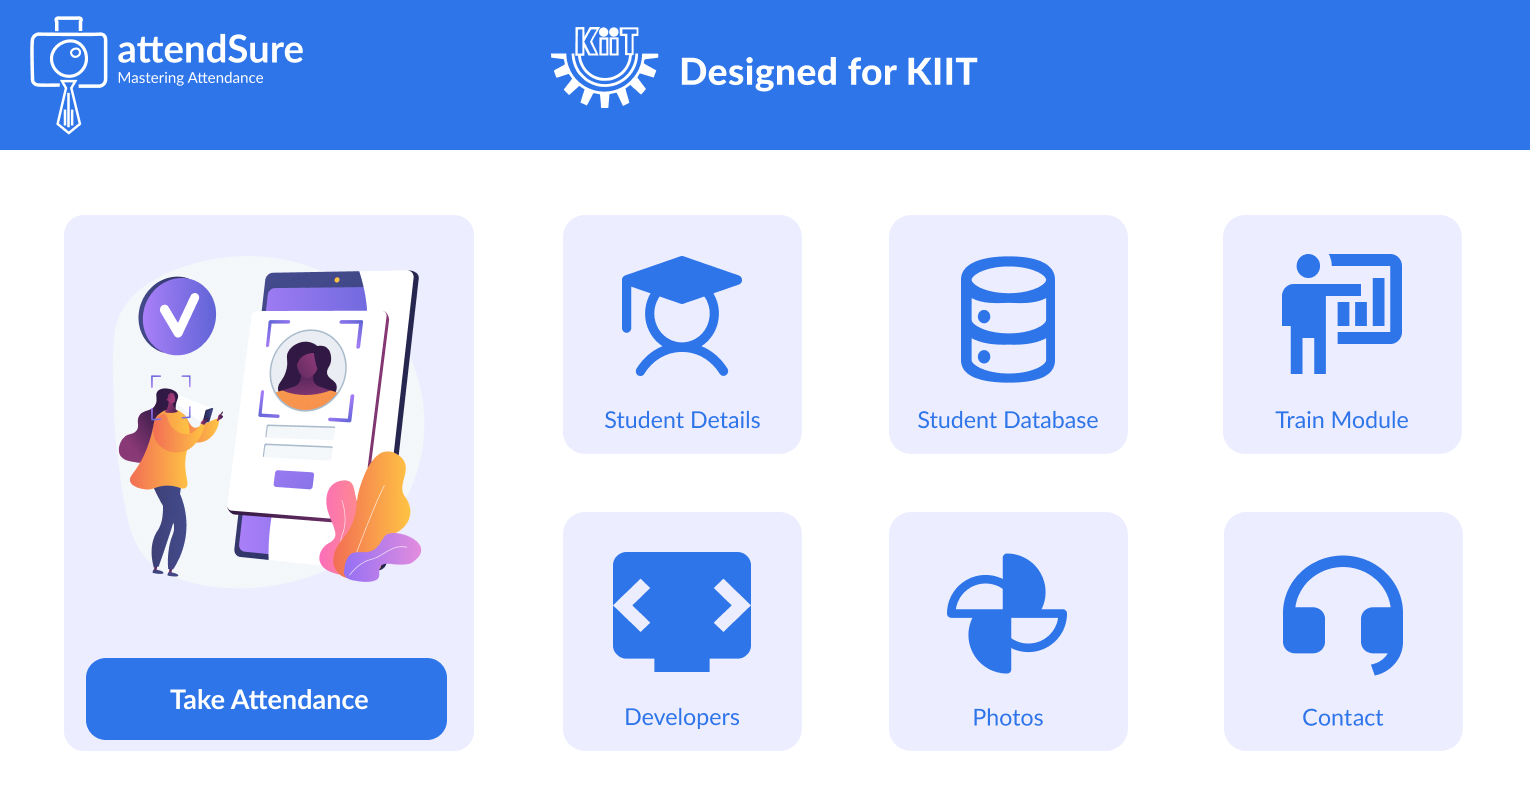 attendSure
Mastering Attendance
KiiT
Designed for KIIT
Student Details
Student Database
Train Module
Take Attendance
Developers
Photos
Contact